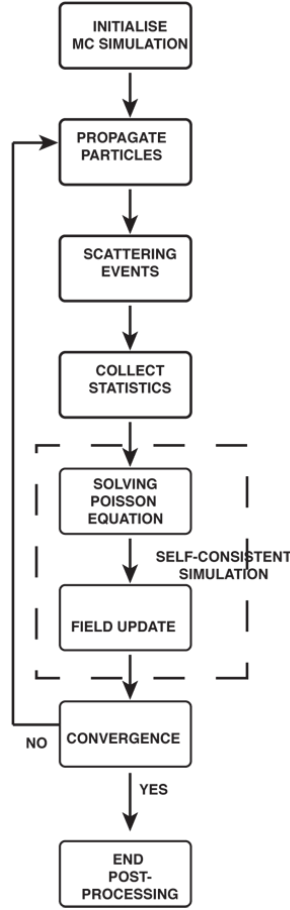 INITIALISE
MC SIMULATION
PROPAGATE
PARTICLES
SCATTERING
EVENTS
COLLECT
STATISTICS
SOLVING
POISSON
EQUATION
SELF-CONSISTENT
SIMULATION
FIELD UPDATE
CONVERGENCE
NO
YES
END
POST-
PROCESSING